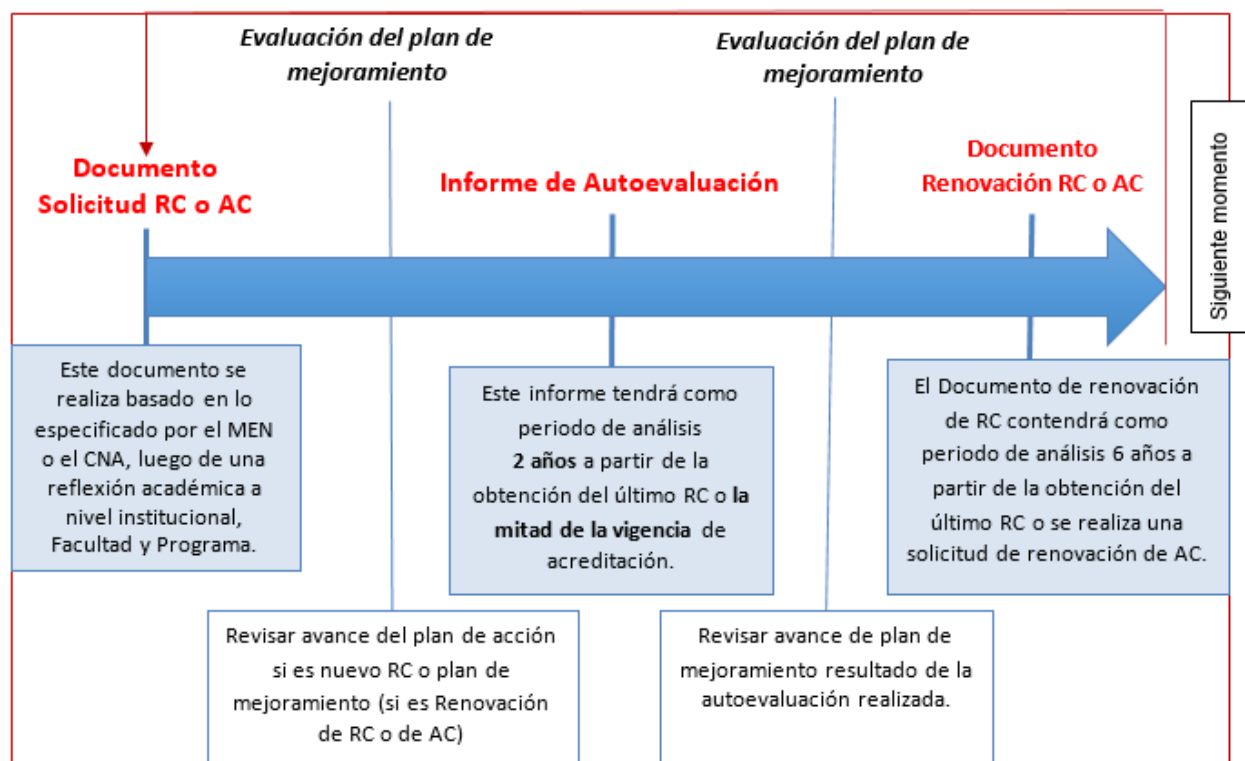 Evaluación del plan de
mejoramiento
Evaluación del plan de
mejoramiento
Documento
Solicitud RC o AC
Informe de Autoevaluación
Documento
Renovación RC o AC
Siguiente momento
Este documento se
realiza basado en lo
especificado por el MEN
o el CNA, luego de una
reflexión académica a
nivel institucional,
Facultad y Programa.
Este informe tendrá como
periodo de análisis
2 años a partir de la
obtención del último RC o la
mitad de la vigencia de
acreditación.
El Documento de renovación
de RC contendrá como
periodo de análisis 6 años a
partir de la obtención del
último RC o se realiza una
solicitud de renovación de AC.
Revisar avance del plan de acción
si es nuevo RC o plan de
mejoramiento (si es Renovación
de RC o de AC)
Revisar avance de plan de
mejoramiento resultado de la
autoevaluación realizada.